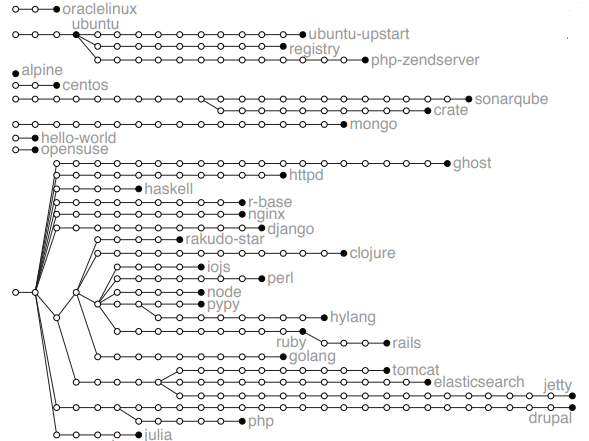 oraclelinux
ubuntu
ubuntu-upstart
registry
php-zendserver
alpine
centos
sonarqube
crate
mongo
hello-world
opensuse
ghost
httpd
haskell
r-base
nginx
django
rakudo-star
clojure
iojs
perl
node
pypy
hylang
ruby
rails
golang
tomcat
elasticsearch
jetty
drupal
php
julia